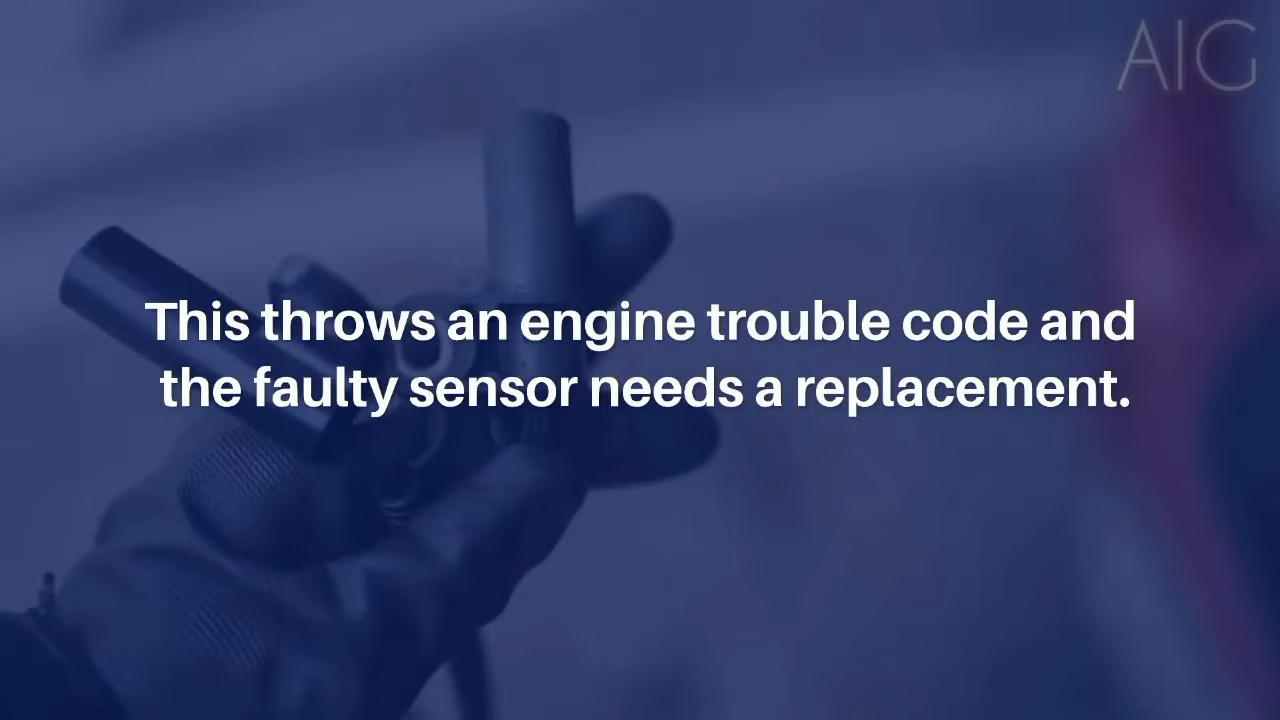 AIG
This throws an engine trouble code and
the faulty sensor needs a replacement.